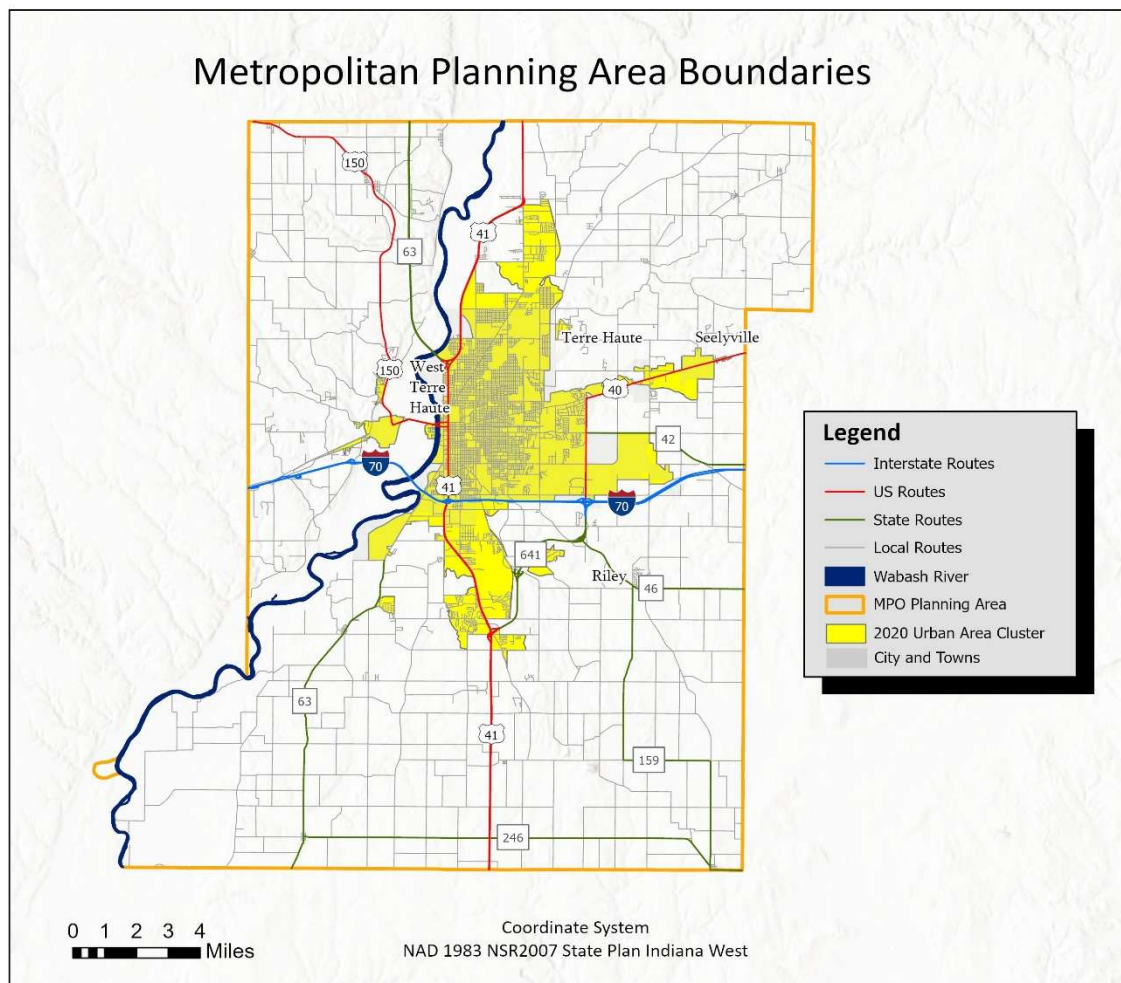 Metropolitan Planning Area Boundaries
150
63
41
Terre Haute
Seelyville
West
Terre
Haute
150
40
42
70
41
70
641
Riley
46
63
41
159
246
Legend
Interstate Routes
US Routes
State Routes
Local Routes
Wabash River
MPO Planning Area
2020 Urban Area Cluster
City and Towns
0 1 2 3 4
Miles
Coordinate System
NAD 1983 NSR2007 State Plan Indiana West